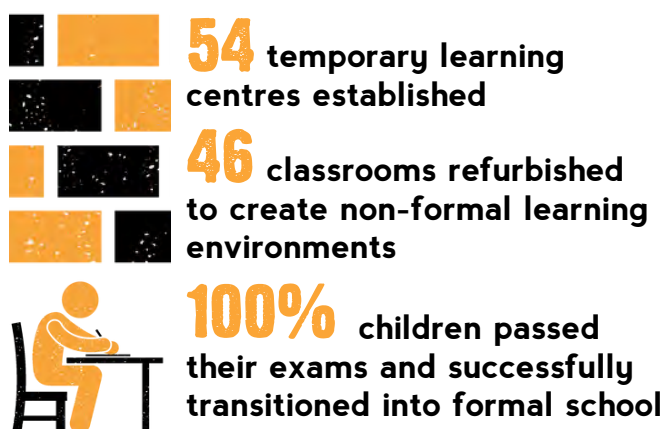 54 temporary learning
centres established
46 classrooms refurbished
to create non-formal learning
environments
100% children passed
their exams and successfully
transitioned into formal school